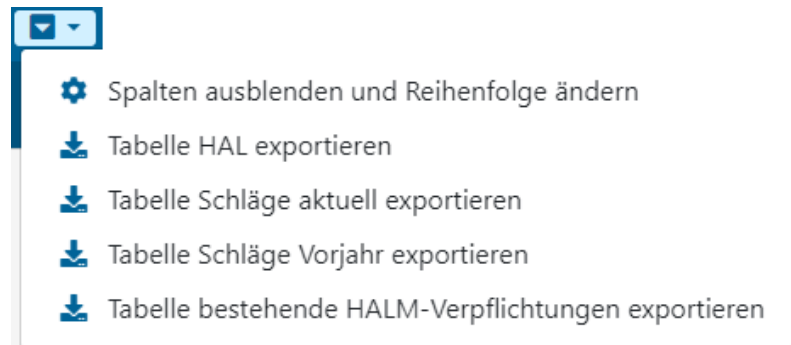 Spalten ausblenden und Reihenfolge ändern
Tabelle HAL exportieren
Tabelle Schläge aktuell exportieren
Tabelle Schläge Vorjahr exportieren
Tabelle bestehende HALM-Verpflichtungen exportieren